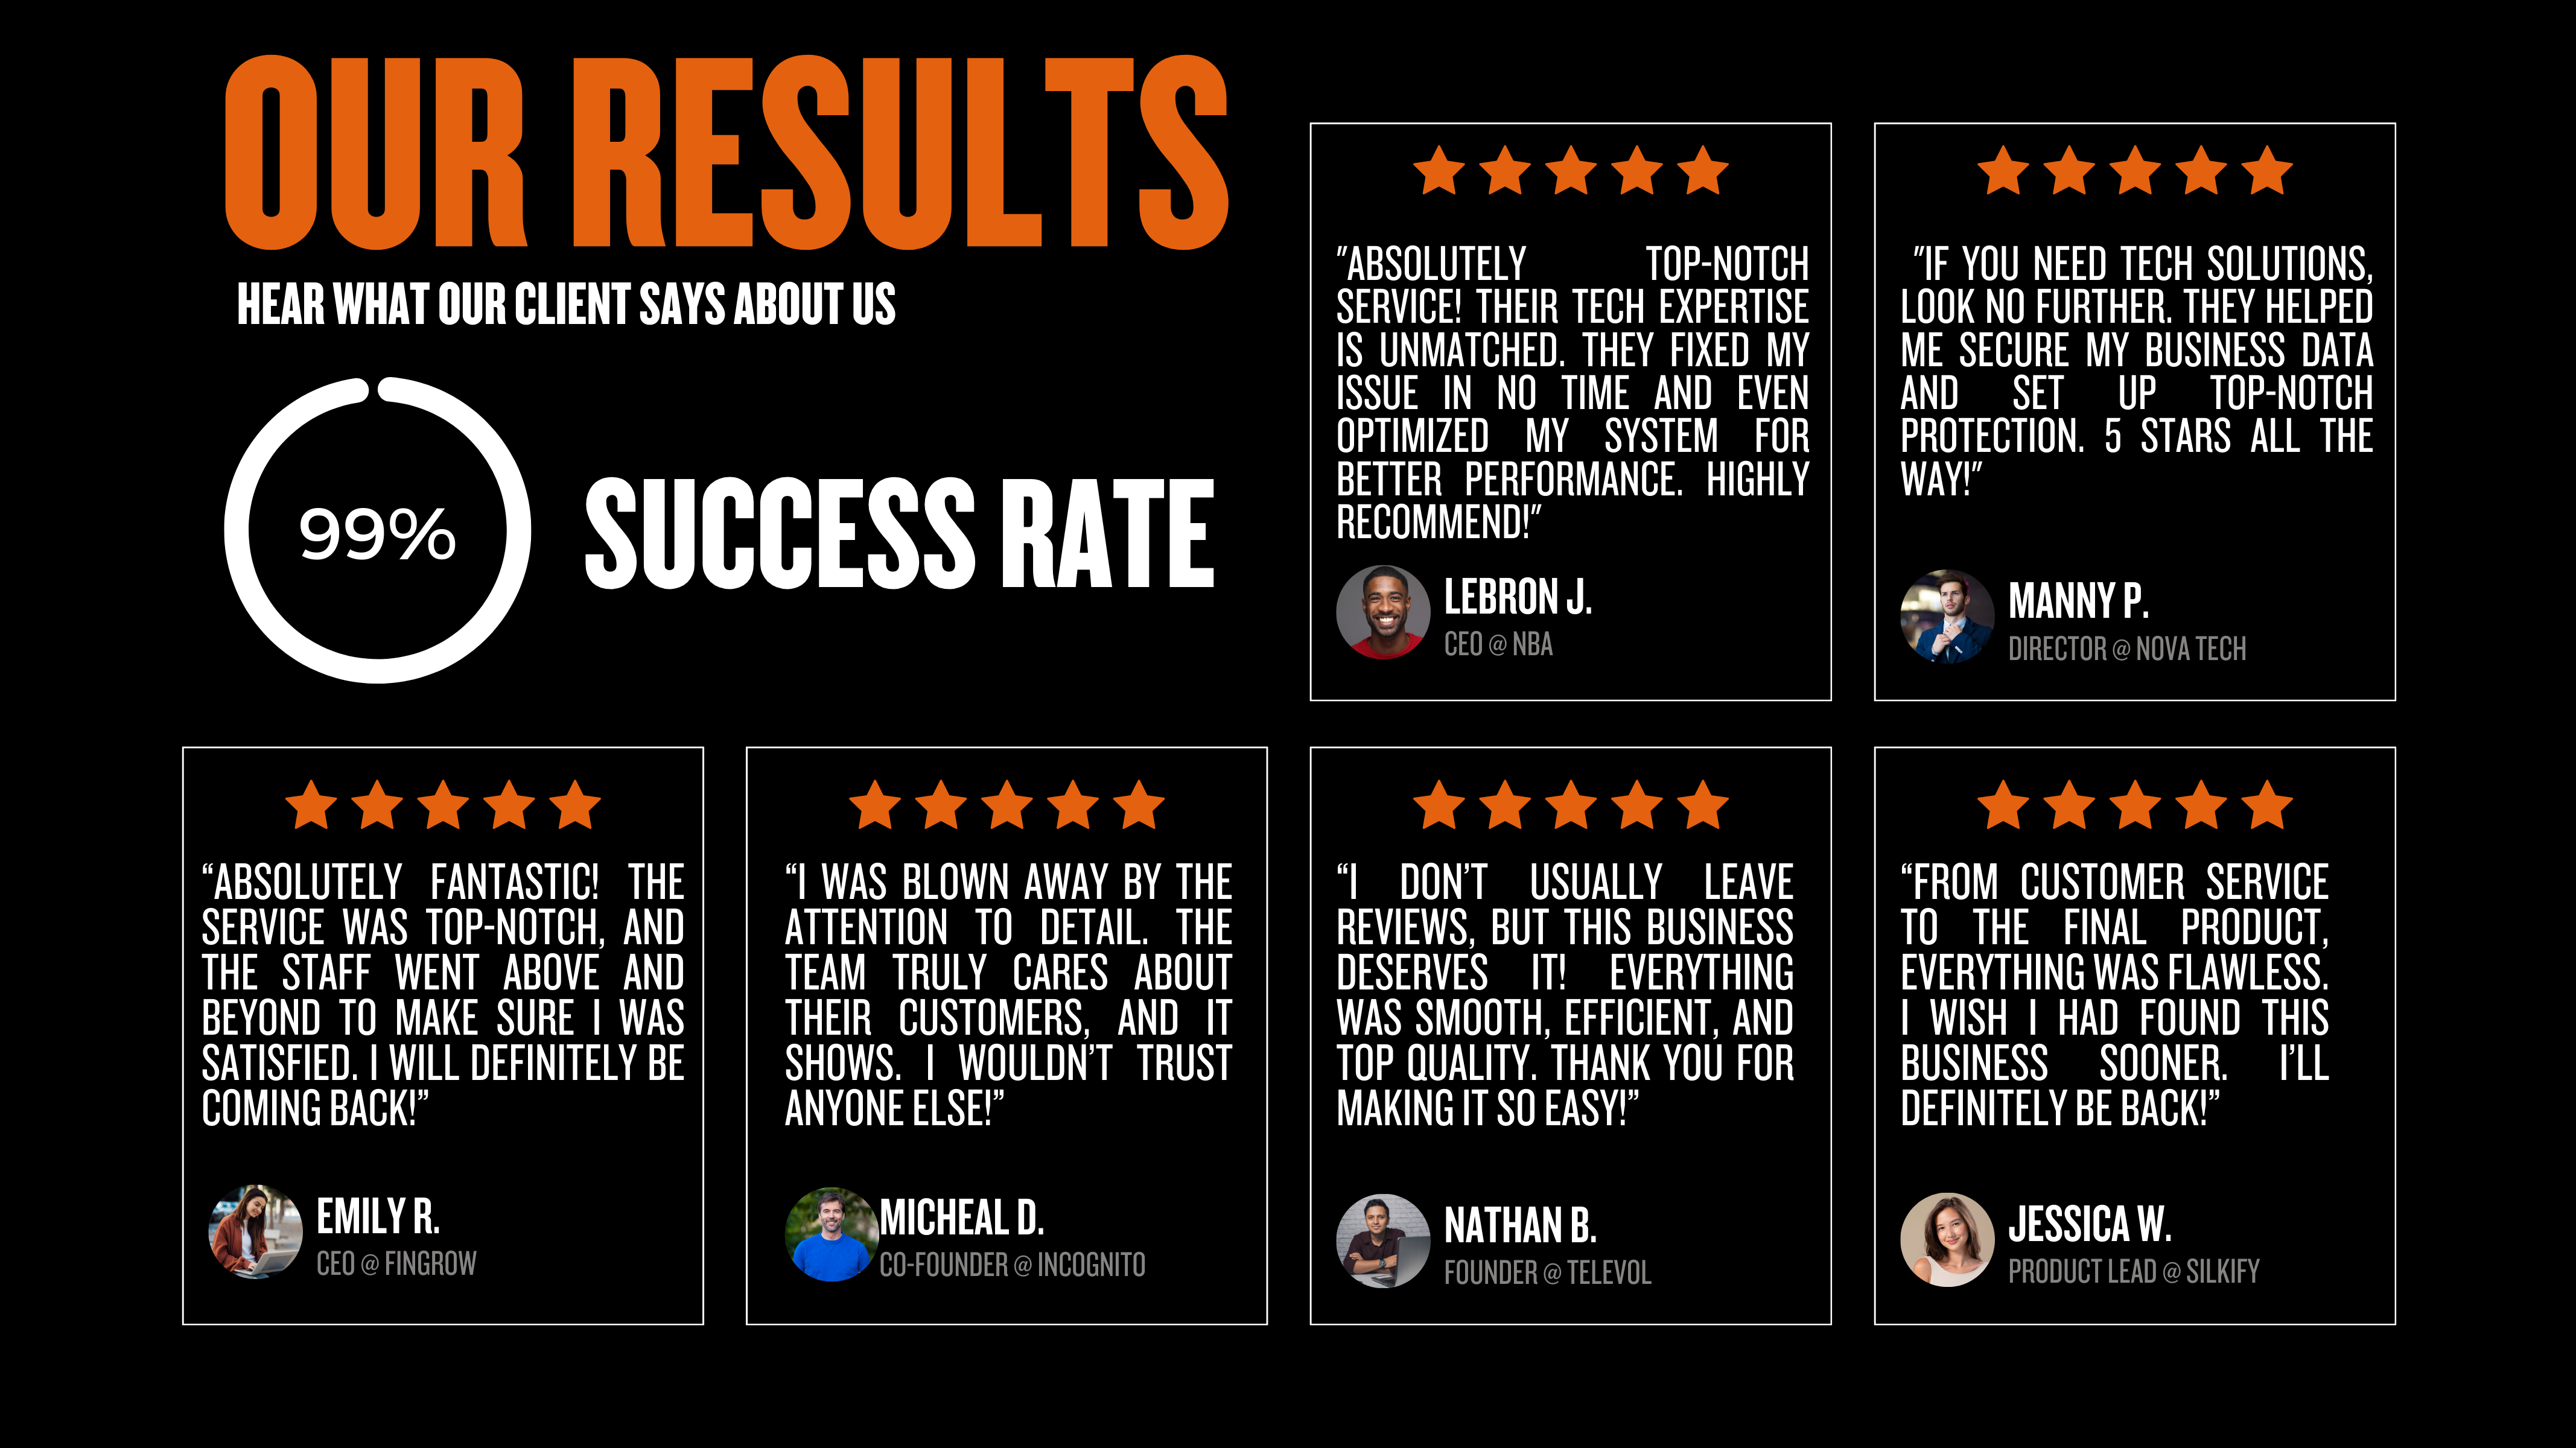 OUR RESULTS
HEAR WHAT OUR CLIENT SAYS ABOUT US
99%
SUCCESS RATE
"ABSOLUTELY TOP-NOTCH
SERVICE! THEIR TECH EXPERTISE
IS UNMATCHED. THEY FIXED MY
ISSUE IN NO TIME AND EVEN
OPTIMIZED MY SYSTEM FOR
BETTER PERFORMANCE. HIGHLY
RECOMMEND!"
LEBRON J.
CEO @ NBA
"IF YOU NEED TECH SOLUTIONS,
LOOK NO FURTHER. THEY HELPED
ME SECURE MY BUSINESS DATA
AND SET UP TOP-NOTCH
PROTECTION. 5 STARS ALL THE
WAY!"
MANNY P.
DIRECTOR @ NOVA TECH
“ABSOLUTELY FANTASTIC! THE
SERVICE WAS TOP-NOTCH, AND
THE STAFF WENT ABOVE AND
BEYOND TO MAKE SURE I WAS
SATISFIED. I WILL DEFINITELY BE
COMING BACK!”
EMILY R.
CEO @ FINGROW
“I WAS BLOWN AWAY BY THE
ATTENTION TO DETAIL. THE
TEAM TRULY CARES ABOUT
THEIR CUSTOMERS, AND IT
SHOWS. I WOULDN’T TRUST
ANYONE ELSE!”
MICHEAL D.
CO-FOUNDER @ INCOGNITO
“I DON’T USUALLY LEAVE
REVIEWS, BUT THIS BUSINESS
DESERVES IT! EVERYTHING
WAS SMOOTH, EFFICIENT, AND
TOP QUALITY. THANK YOU FOR
MAKING IT SO EASY!”
NATHAN B.
FOUNDER @ TELEVOL
“FROM CUSTOMER SERVICE
TO THE FINAL PRODUCT,
EVERYTHING WAS FLAWLESS.
I WISH I HAD FOUND THIS
BUSINESS SOONER. I’LL
DEFINITELY BE BACK!”
JESSICA W.
PRODUCT LEAD @ SILKIFY